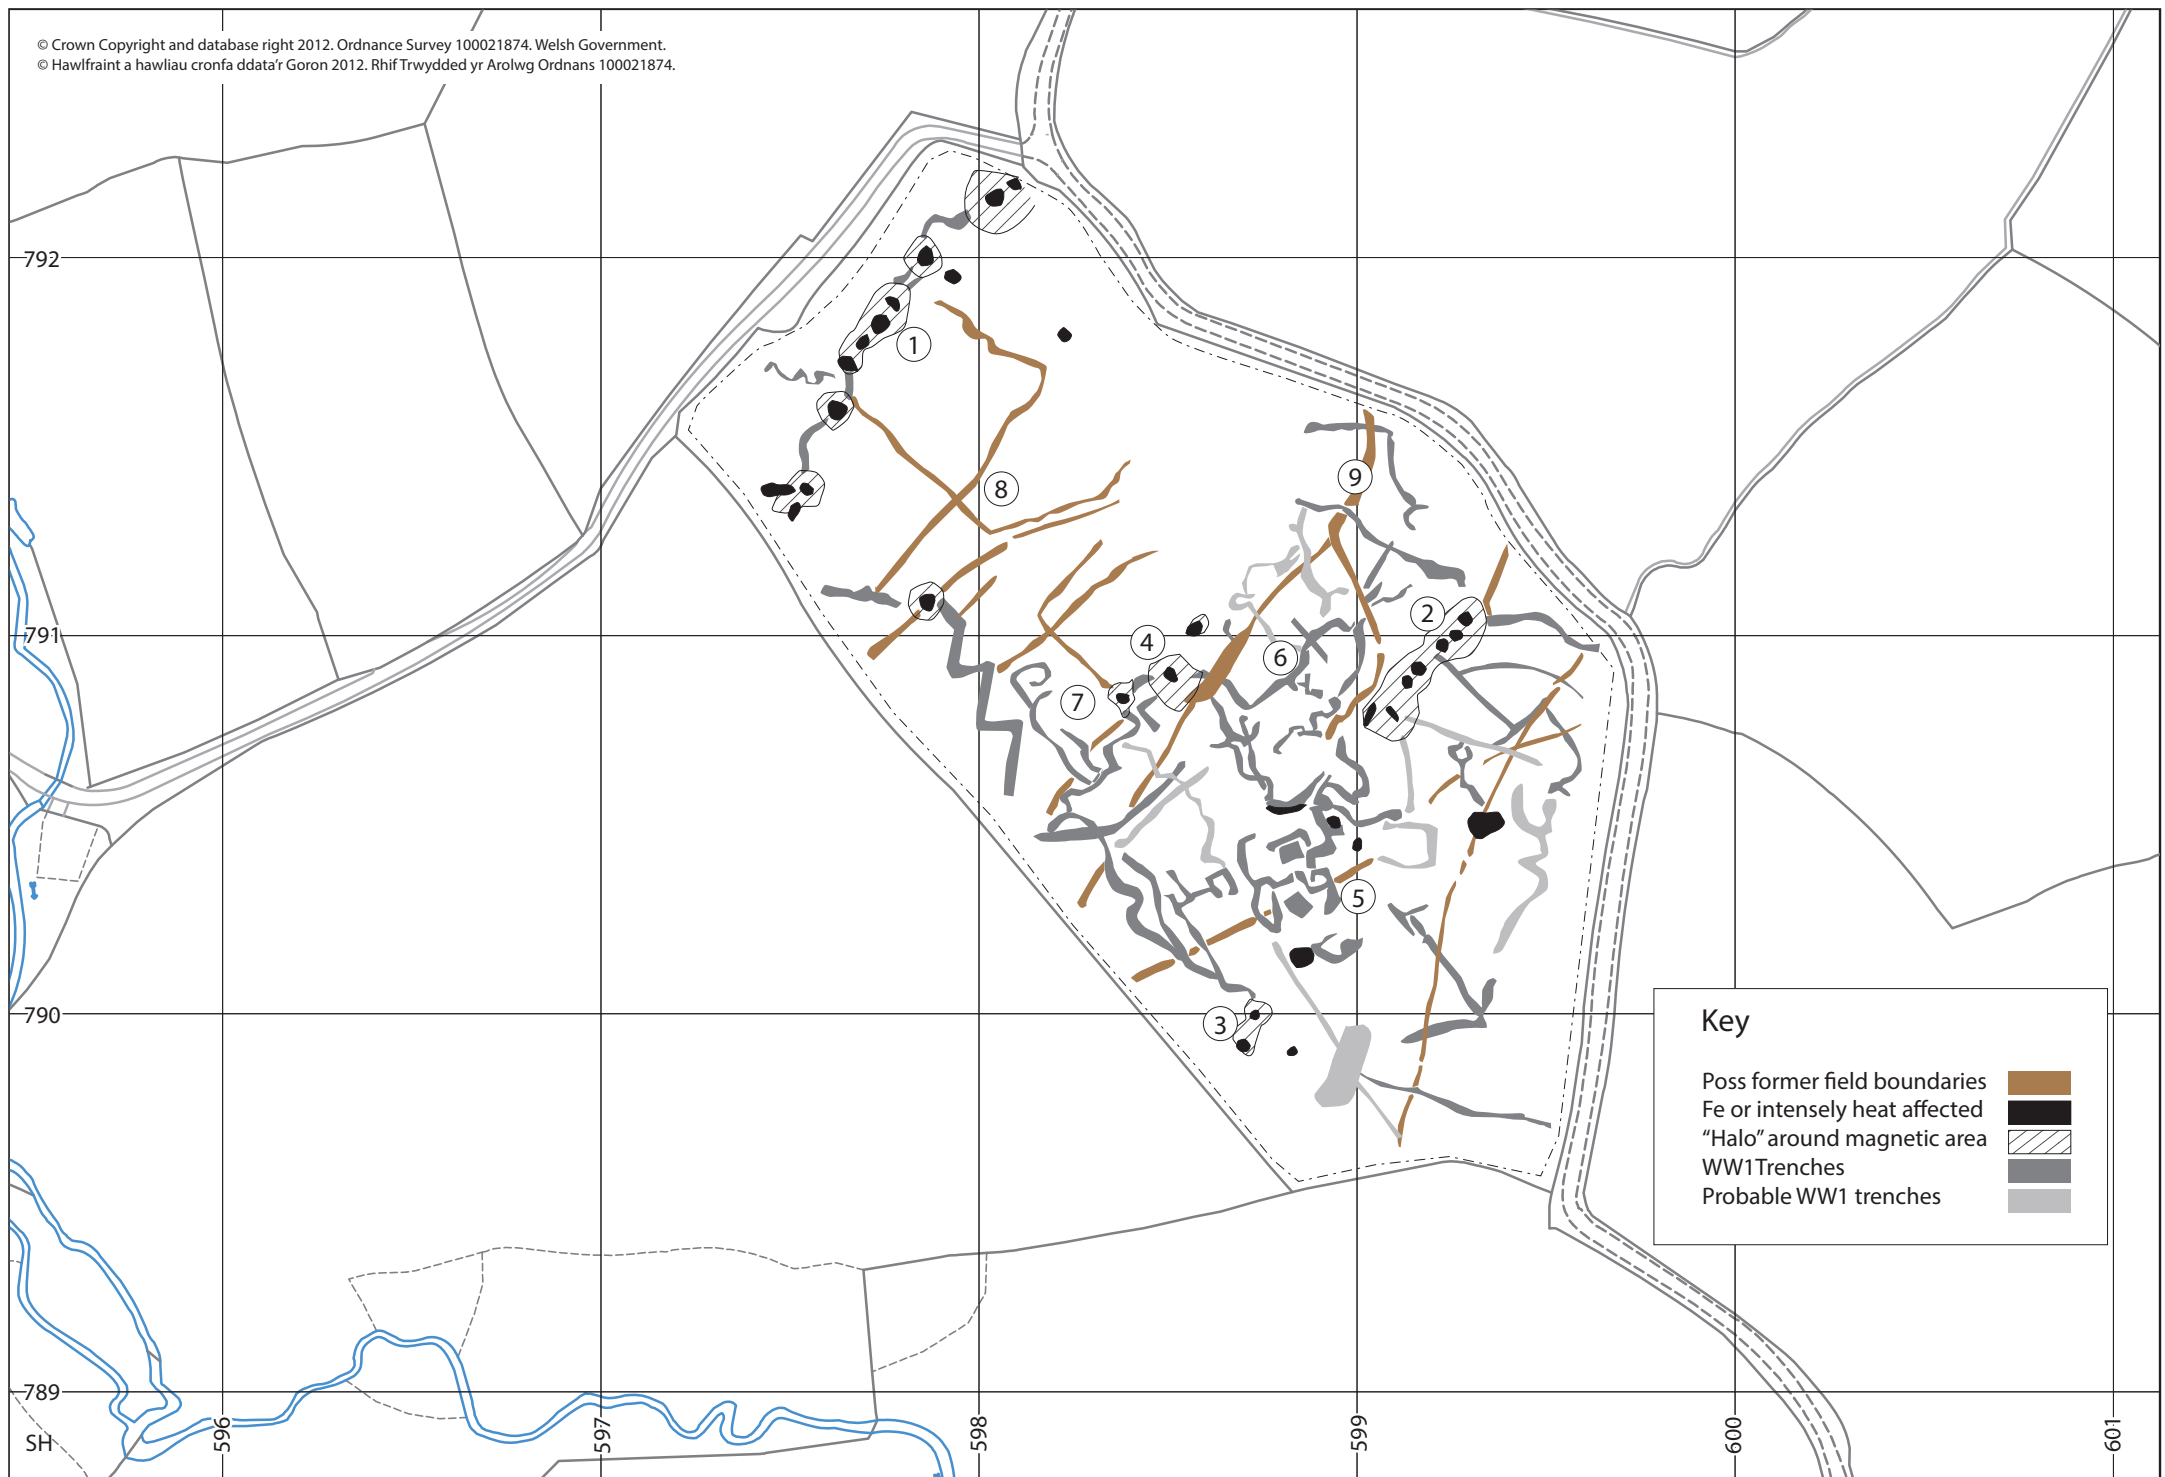 © Crown Copyright and database right 2012. Ordnance Survey 100021874. Welsh Government.
© Hawlfraint a hawliau cronfa ddata'r Goron 2012. Rhif Trwydded yr Arolwg Ordnans 100021874.
792
1
8
9
791
2
4
6
7
5
790
3
Key
Poss former field boundaries
Fe or intensely heat affected
“Halo” around magnetic area
WW1Trenches
Probable WW1 trenches
789
SH
596
597
598
599
600
601